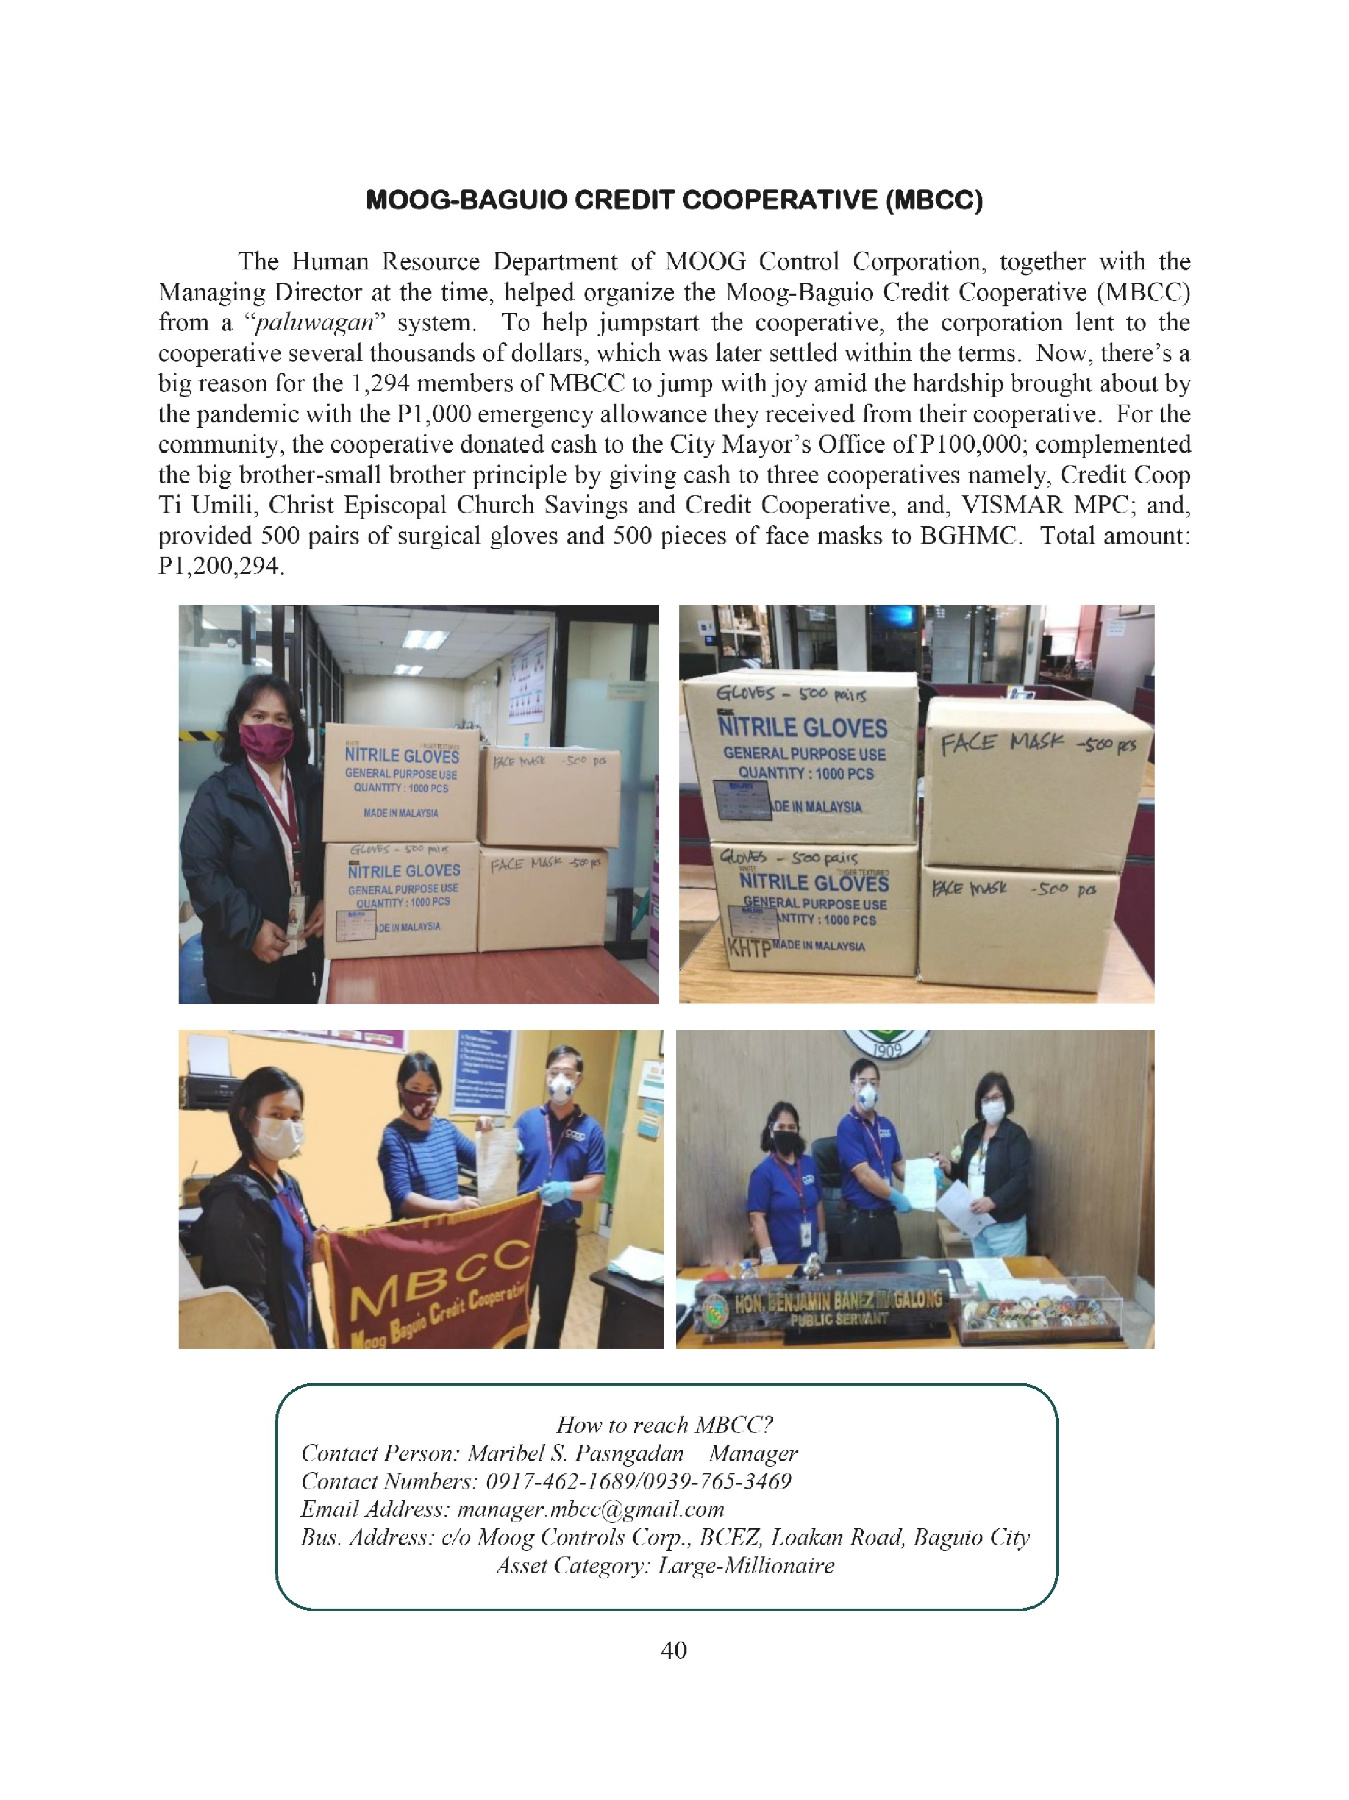 MOOG-BAGUIO CREDIT COOPERATIVE (MBCC)
The Human Resource Department of MOOG Control Corporation, together with the
Managing Director at the time, helped organize the Moog-Baguio Credit Cooperative (MBCC)
from a “paluwagan” system. To help jumpstart the cooperative, the corporation lent to the
cooperative several thousands of dollars, which was later settled within the terms. Now, there’s a
big reason for the 1,294 members of MBCC to jump with joy amid the hardship brought about by
the pandemic with the P1,000 emergency allowance they received from their cooperative. For the
community, the cooperative donated cash to the City Mayor’s Office of P100,000; complemented
the big brother-small brother principle by giving cash to three cooperatives namely, Credit Coop
Ti Umili, Christ Episcopal Church Savings and Credit Cooperative, and, VISMAR MPC; and,
provided 500 pairs of surgical gloves and 500 pieces of face masks to BGHMC. Total amount:
P1,200,294.
NITRILE GLOVES
GENERAL PURPOSE USE
QUANTITY : 1000 PCS
MADE IN MALAYSIA
FACE MASK -500 pcs
GLOVES - 500 pairs
NITRILE GLOVES
GENERAL PURPOSE USE
QUANTITY : 1000 PCS
DE IN MALAYSIA
FACE MASK -500 pcs
GLOVES - 500 pairs
NITRILE GLOVES
GENERAL PURPOSE USE
QUANTITY : 1000 PCS
DE IN MALAYSIA
FACE MASK -500 pcs
GLOVES - 500 pairs
NITRILE GLOVES
GENERAL PURPOSE USE
NTITY : 1000 PCS
KHTP MADE IN MALAYSIA
FACE MASK -500 pcs
MBCC
Moog Baguio Credit Cooperati
1909
HON. BENJAMIN BANEZ MAGALONG
PUBLIC SERVANT
How to reach MBCC?
Contact Person: Maribel S. Pasngadan Manager
Contact Numbers: 0917-462-1689/0939-765-3469
Email Address: manager.mbcc@gmail.com
Bus. Address: c/o Moog Controls Corp., BCEZ, Loakan Road, Baguio City
Asset Category: Large-Millionaire
40